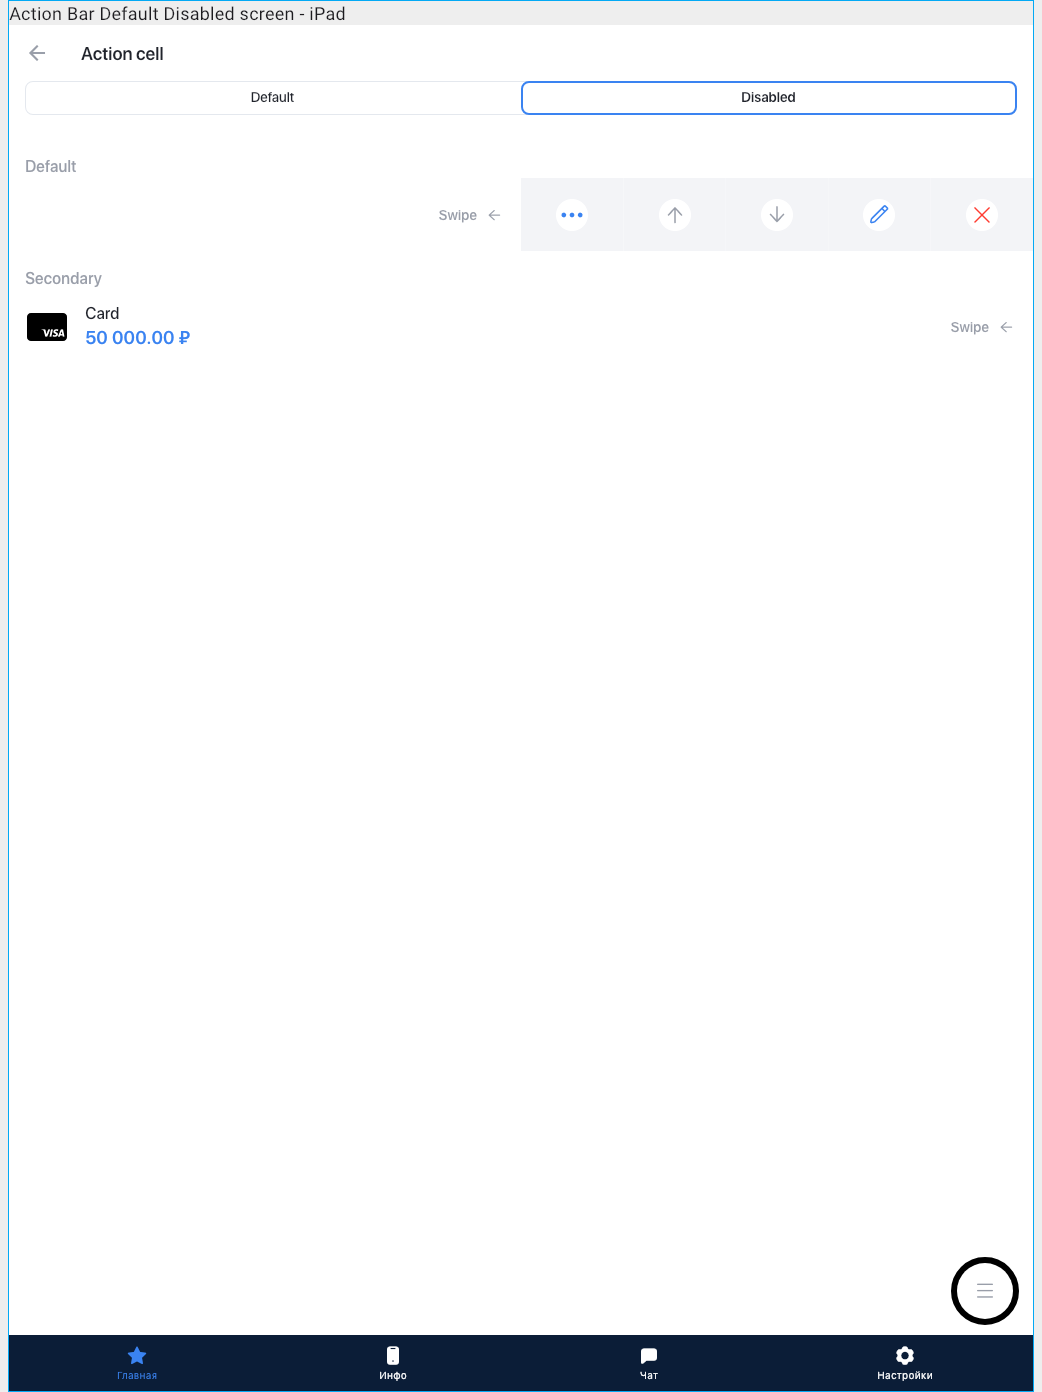 Action Bar Default Disabled screen - iPad
Action cell
Default
Disabled
Default
Swipe
Secondary
VISA
Card
50 000.00 ₽
Swipe
Главная
Инфо
Чат
Настройки